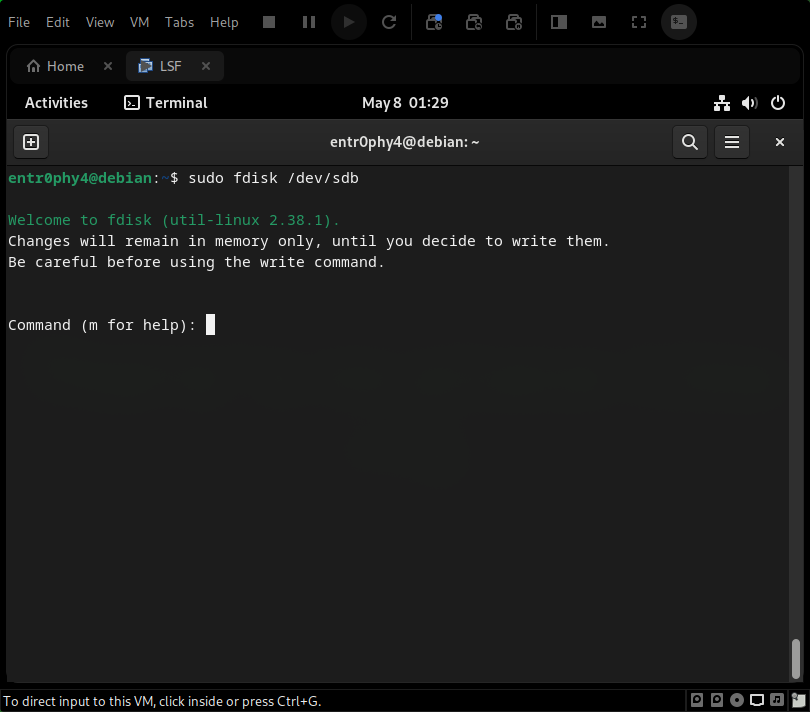 File Edit View VM Tabs Help
Home
LSF
Activities Terminal May 8 01:29
entr0phy4@debian: ~
entr0phy4@debian:~$ sudo fdisk /dev/sdb
Welcome to fdisk (util-linux 2.38.1).
Changes will remain in memory only, until you decide to write them.
Be careful before using the write command.
Command (m for help):
To direct input to this VM, click inside or press Ctrl+G.